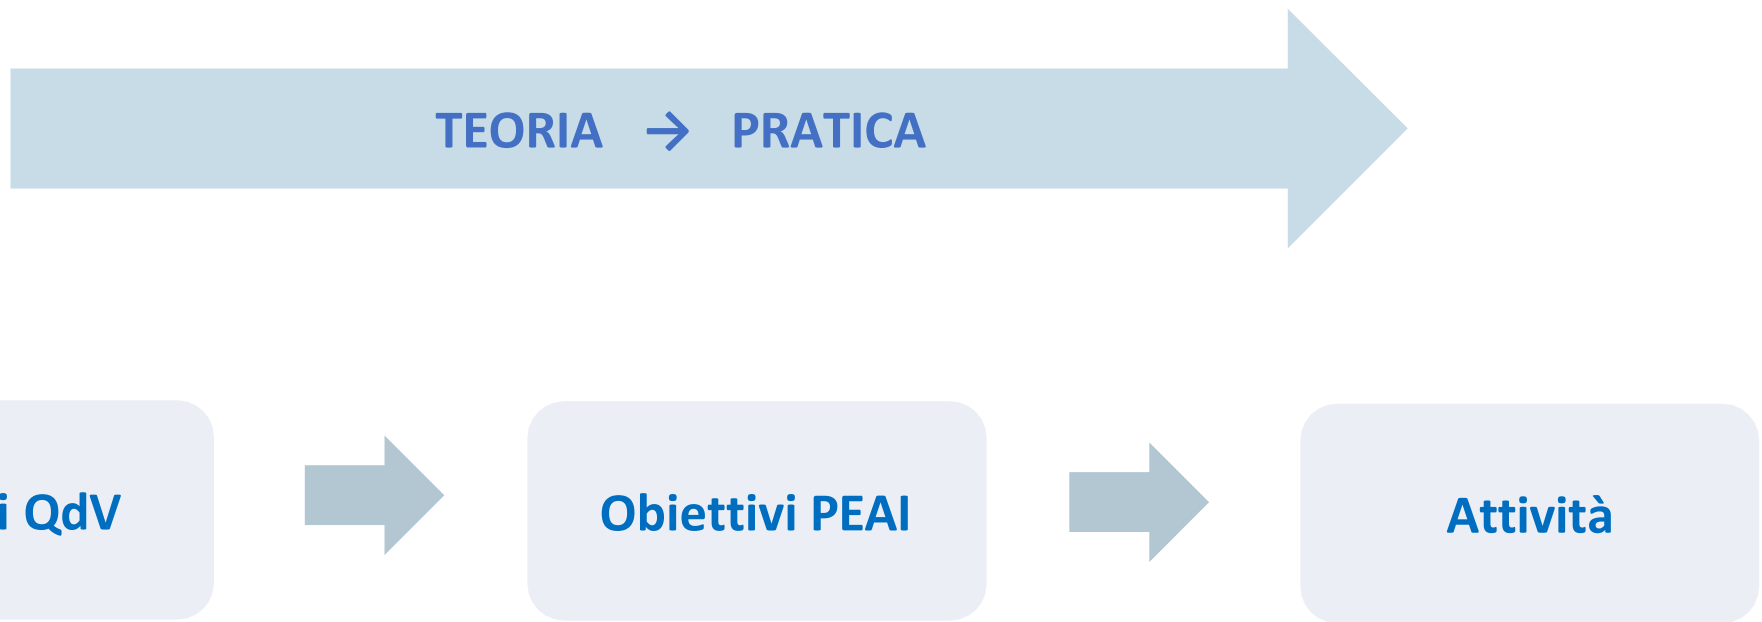 TEORIA → PRATICA
i QdV
Obiettivi PEAI
Attività